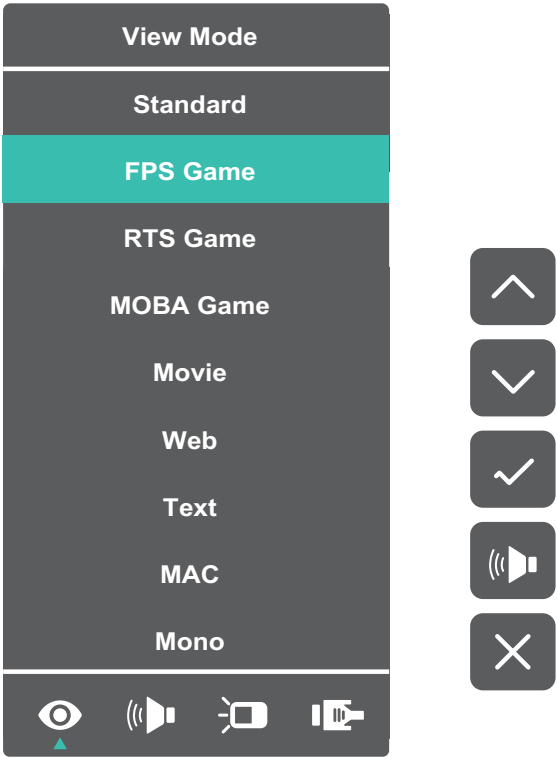 View Mode
Standard
FPS Game
RTS Game
MOBA Game
Movie
Web
Text
MAC
Mono